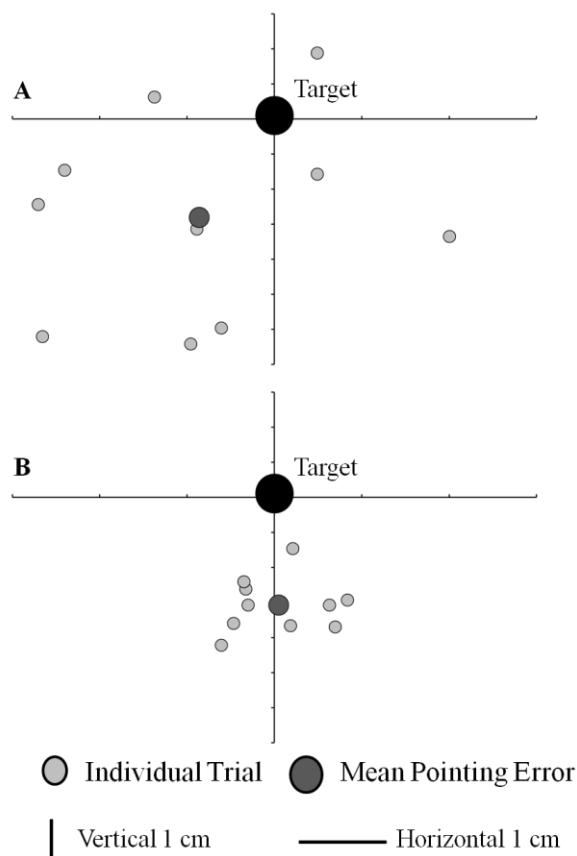 A
Target
B
Target
Individual Trial
Mean Pointing Error
Vertical 1 cm
Horizontal 1 cm